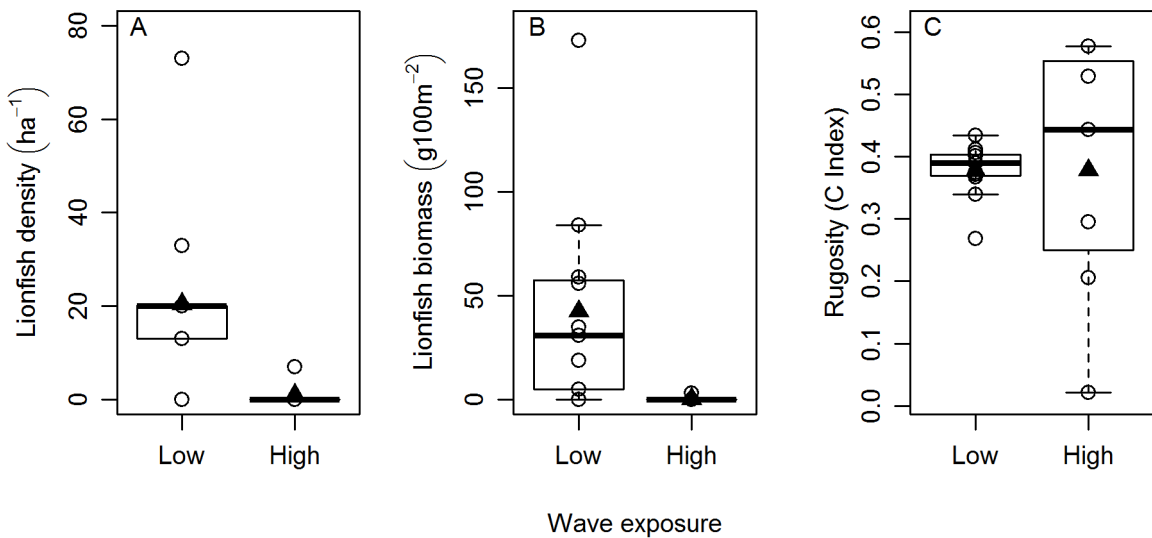 A
Lionfish density (ha⁻¹)
0
20
40
60
80
Low
High
B
Lionfish biomass (g100m⁻²)
0
50
100
150
Low
High
C
Rugosity (C Index)
0.0
0.1
0.2
0.3
0.4
0.5
0.6
Low
High
Wave exposure